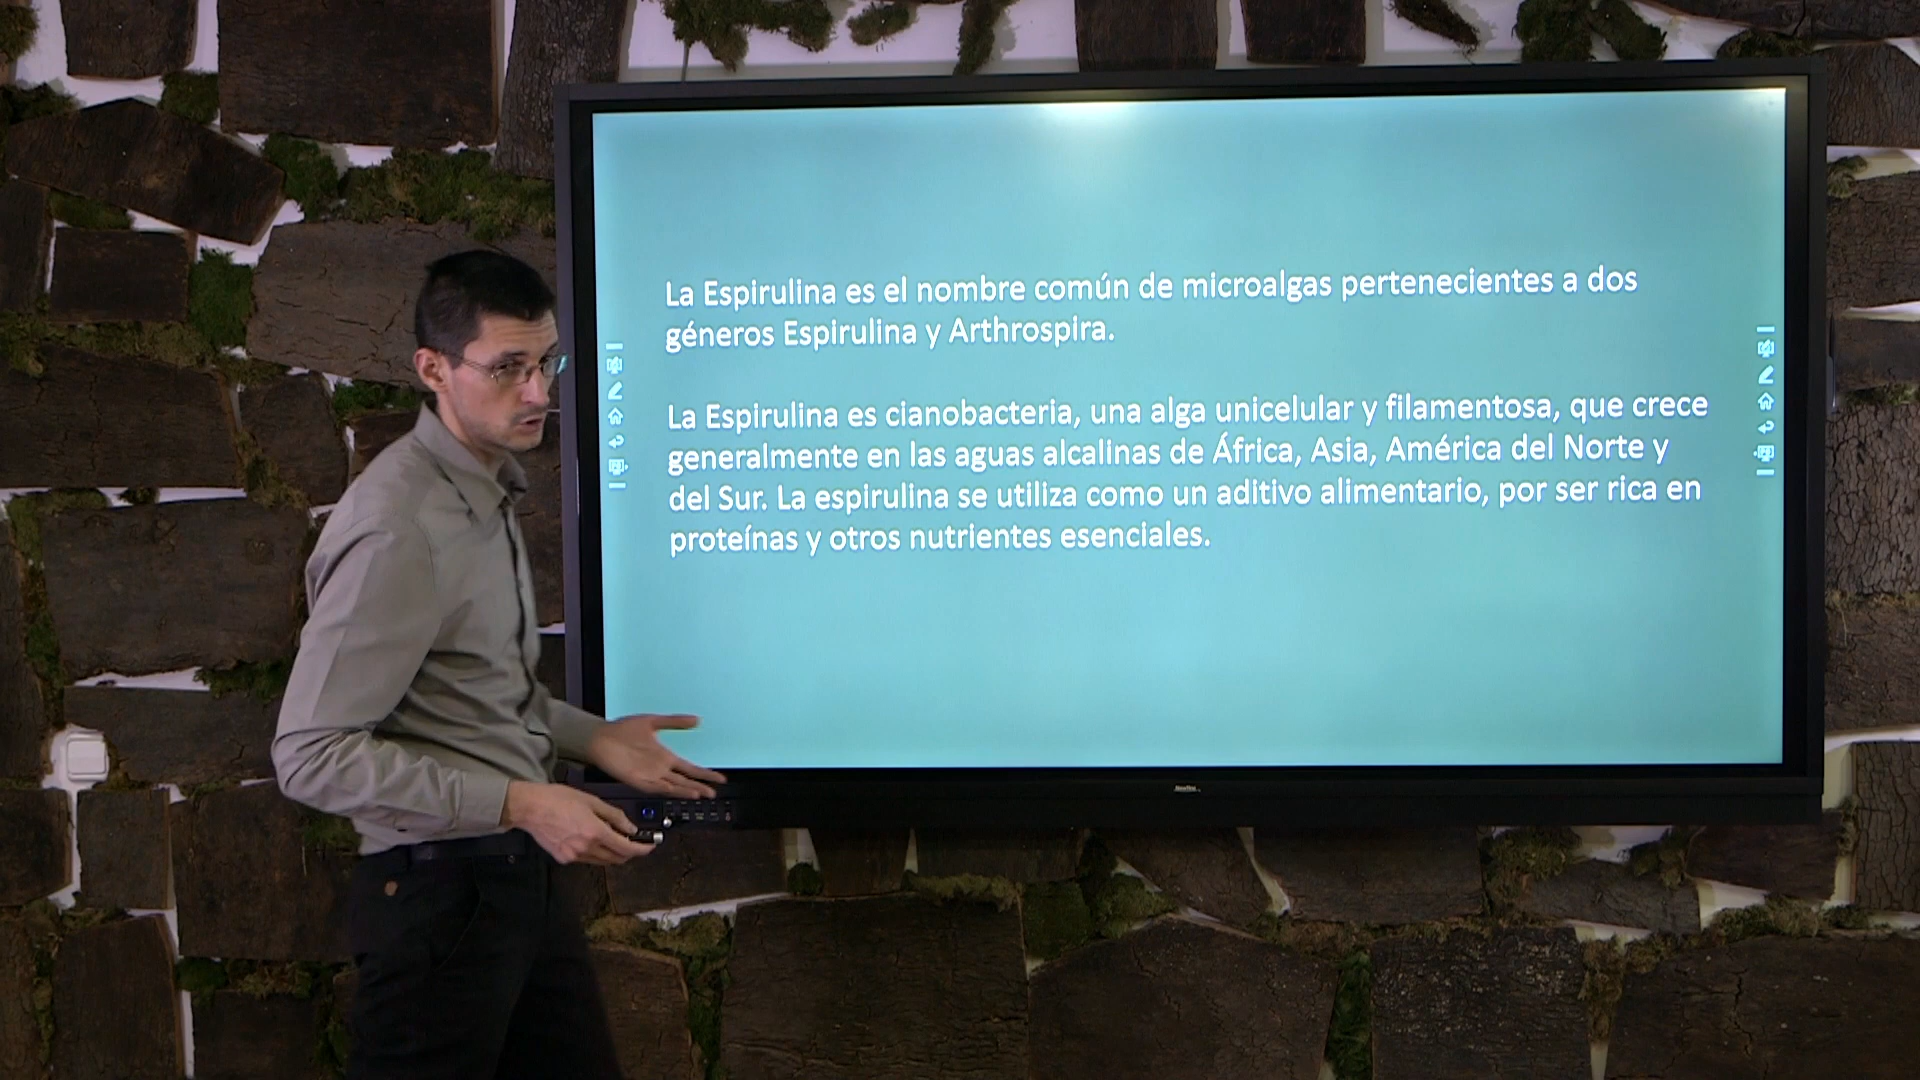 La Espirulina es el nombre común de microalgas pertenecientes a dos
géneros Espirulina y Arthrospira.
La Espirulina es cianobacteria, una alga unicelular y filamentosa, que crece
generalmente en las aguas alcalinas de África, Asia, América del Norte y
del Sur. La espirulina se utiliza como un aditivo alimentario, por ser rica en
proteínas y otros nutrientes esenciales.